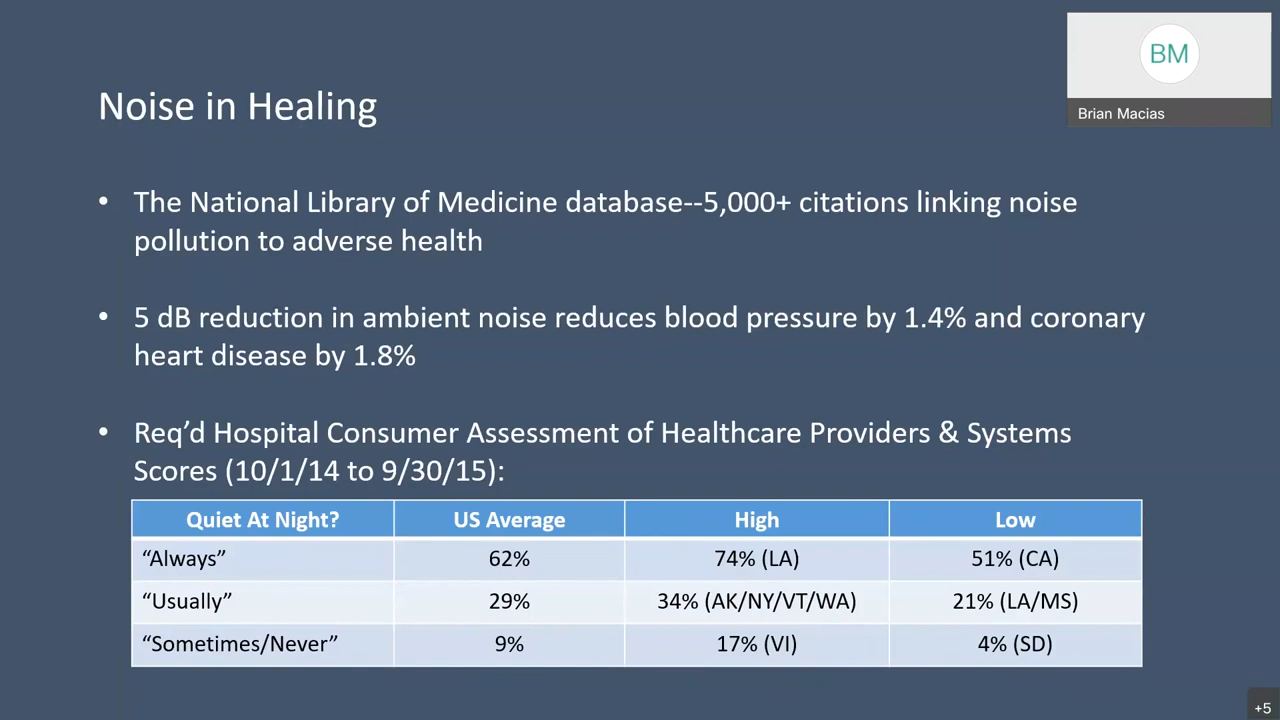 BM
Brian Macias
Noise in Healing
• The National Library of Medicine database--5,000+ citations linking noise
pollution to adverse health
• 5 dB reduction in ambient noise reduces blood pressure by 1.4% and coronary
heart disease by 1.8%
• Req’d Hospital Consumer Assessment of Healthcare Providers & Systems
Scores (10/1/14 to 9/30/15):
Quiet At Night? US Average High Low
“Always” 62% 74% (LA) 51% (CA)
“Usually” 29% 34% (AK/NY/VT/WA) 21% (LA/MS)
“Sometimes/Never” 9% 17% (VI) 4% (SD)
+5